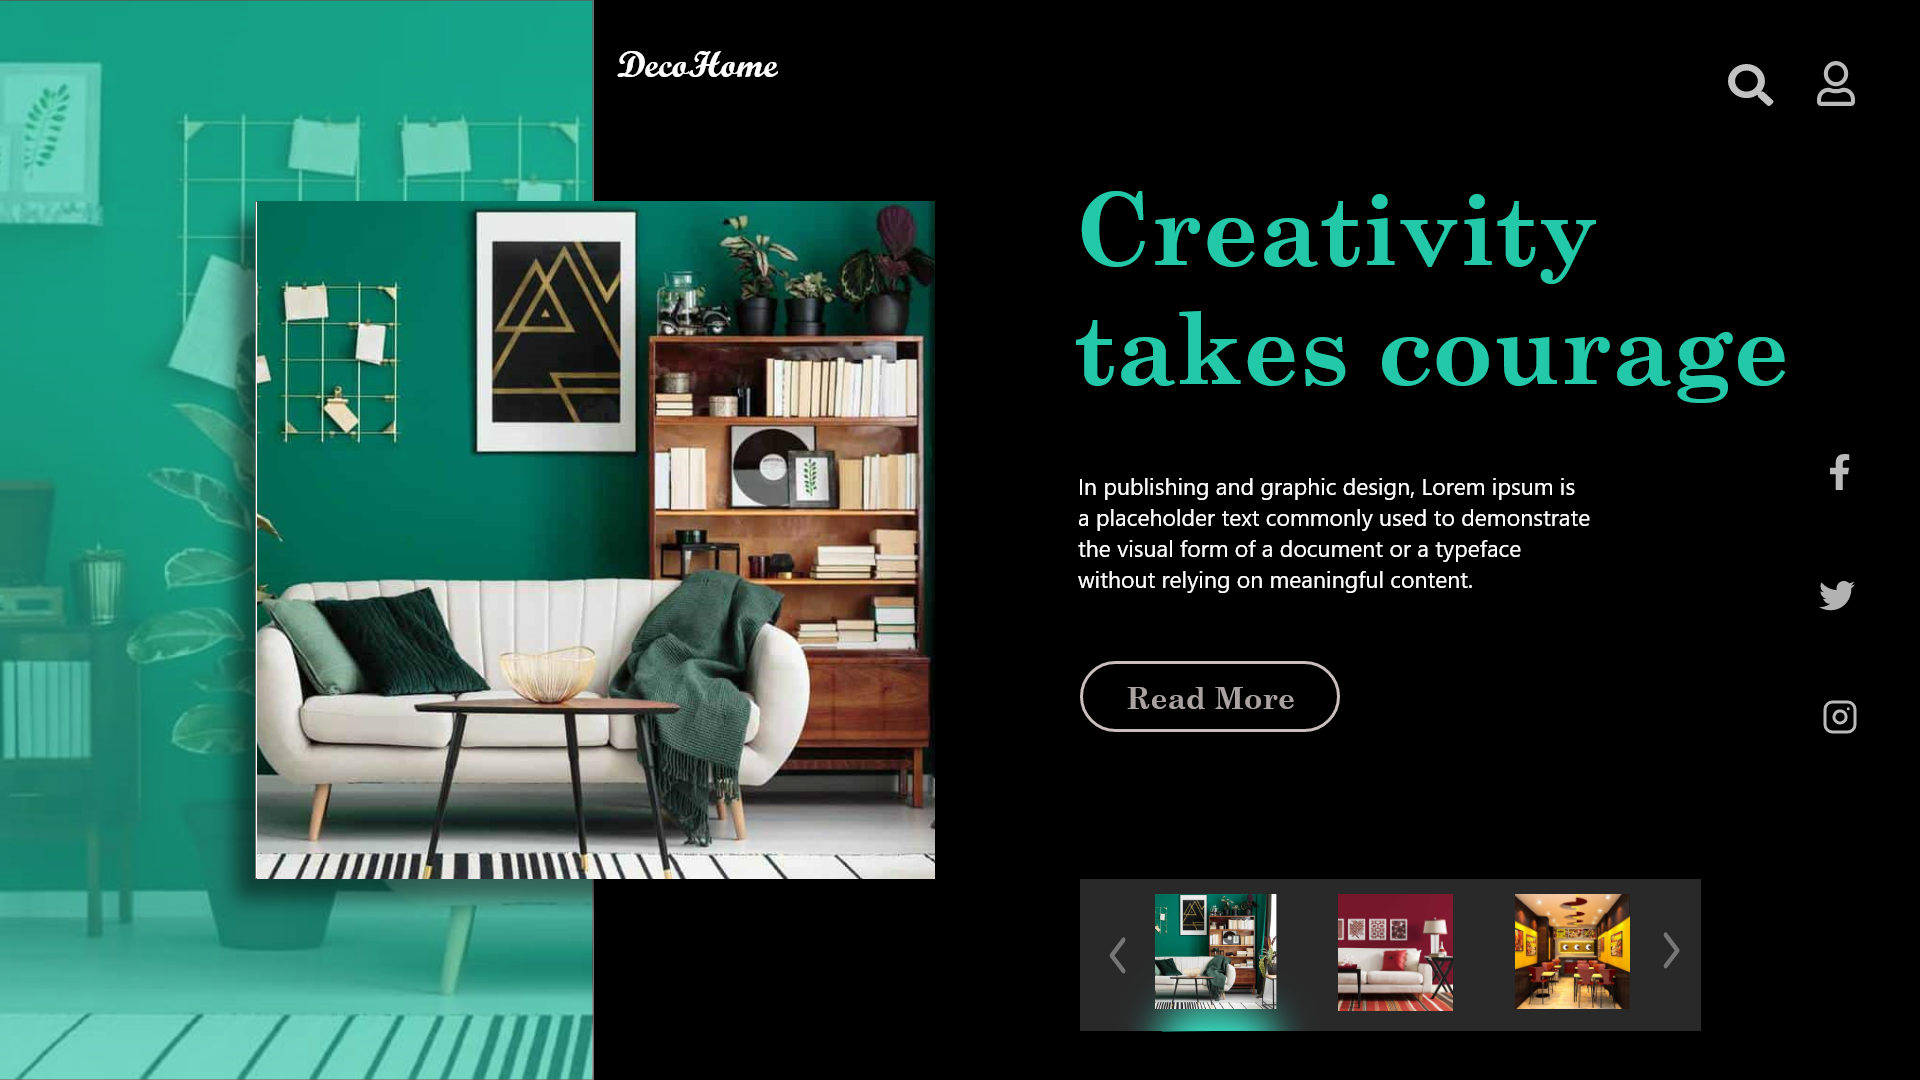 DecoHome
Creativity
takes courage
In publishing and graphic design, Lorem ipsum is
a placeholder text commonly used to demonstrate
the visual form of a document or a typeface
without relying on meaningful content.
Read More